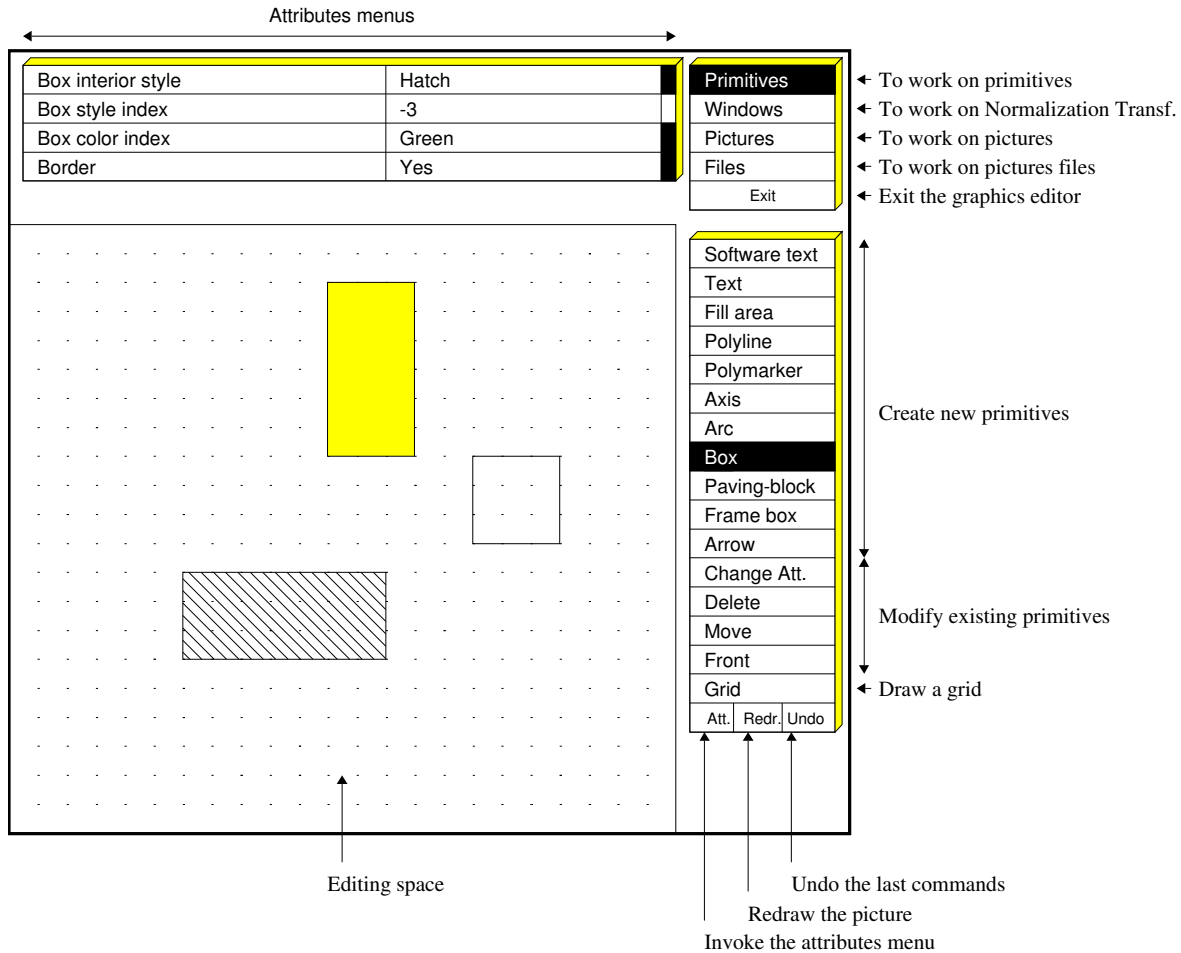 Attributes menus
Box interior style Hatch
Box style index -3
Box color index Green
Border Yes
Primitives
Windows
Pictures
Files
Exit
To work on primitives
To work on Normalization Transf.
To work on pictures
To work on pictures files
Exit the graphics editor
Software text
Text
Fill area
Polyline
Polymarker
Axis
Arc
Box
Paving-block
Frame box
Arrow
Change Att.
Delete
Move
Front
Grid
Att. Redr. Undo
Create new primitives
Modify existing primitives
Draw a grid
Editing space
Undo the last commands
Redraw the picture
Invoke the attributes menu